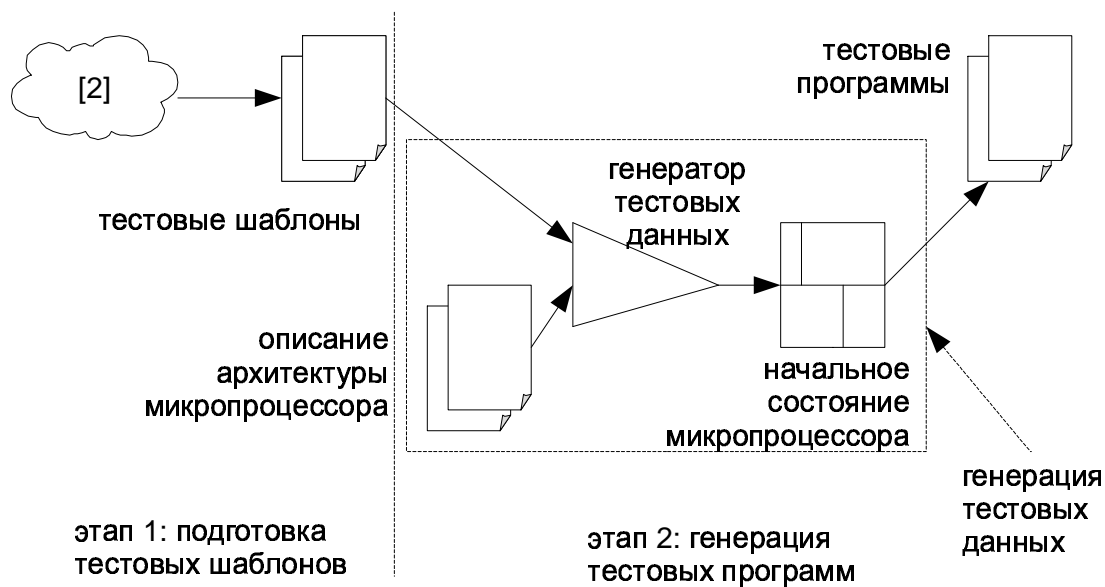 [2]
тестовые шаблоны
тестовые
программы
генератор
тестовых
данных
описание
архитектуры
микропроцессора
начальное
состояние
микропроцессора
генерация
тестовых
данных
этап 1: подготовка
тестовых шаблонов
этап 2: генерация
тестовых программ